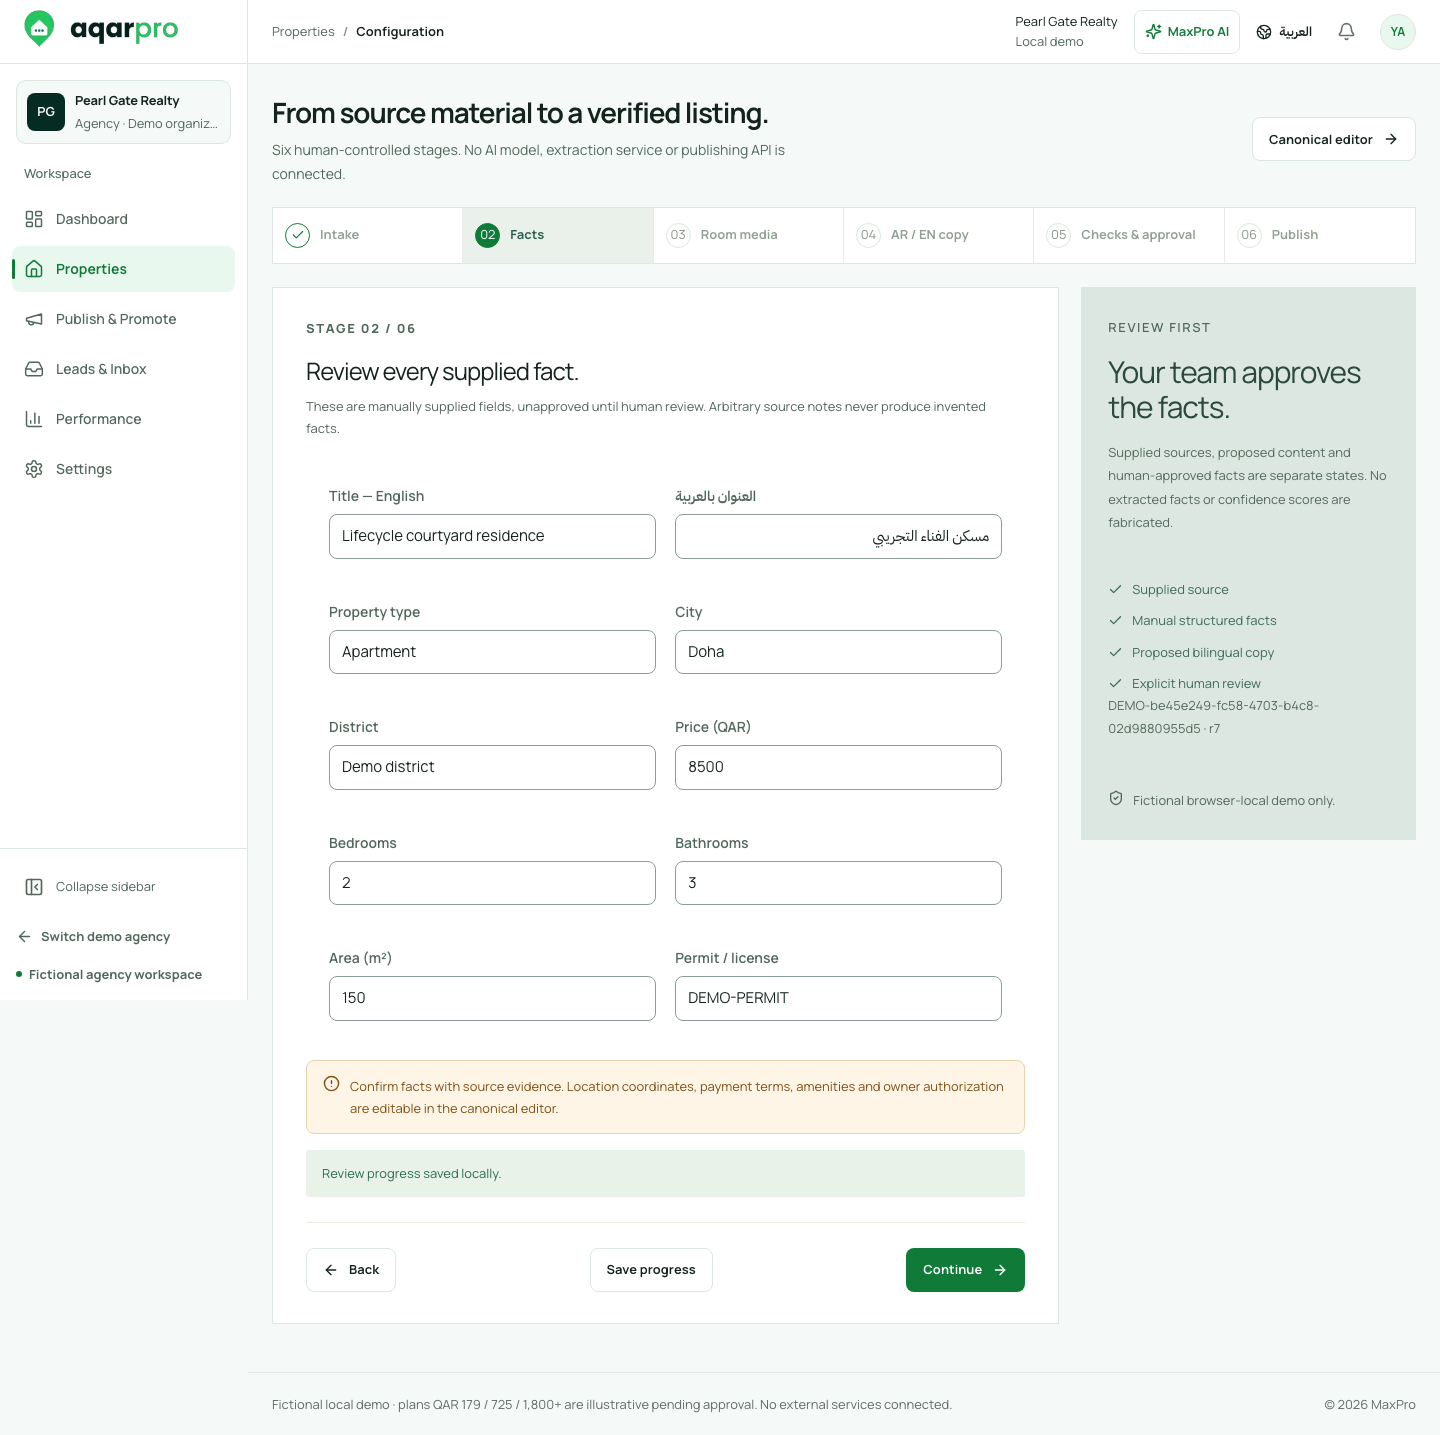 aqarpro
Properties / Configuration
Pearl Gate Realty
Local demo
MaxPro AI
العربية
YA
PG
Pearl Gate Realty
Agency · Demo organiz...
Workspace
Dashboard
Properties
Publish & Promote
Leads & Inbox
Performance
Settings
Collapse sidebar
Switch demo agency
Fictional agency workspace
From source material to a verified listing.
Six human-controlled stages. No AI model, extraction service or publishing API is
connected.
Canonical editor
Intake
02 Facts
03 Room media
04 AR / EN copy
05 Checks & approval
06 Publish
STAGE 02 / 06
Review every supplied fact.
These are manually supplied fields, unapproved until human review. Arbitrary source notes never produce invented
facts.
Title — English
العنوان بالعربية
Lifecycle courtyard residence
مسكن الفناء التجريبي
Property type
City
Apartment
Doha
District
Price (QAR)
Demo district
8500
Bedrooms
Bathrooms
2
3
Area (m²)
Permit / license
150
DEMO-PERMIT
Confirm facts with source evidence. Location coordinates, payment terms, amenities and owner authorization
are editable in the canonical editor.
Review progress saved locally.
Back
Save progress
Continue
REVIEW FIRST
Your team approves
the facts.
Supplied sources, proposed content and
human-approved facts are separate states. No
extracted facts or confidence scores are
fabricated.
Supplied source
Manual structured facts
Proposed bilingual copy
Explicit human review
DEMO-be45e249-fc58-4703-b4c8-
02d9880955d5 · r7
Fictional browser-local demo only.
Fictional local demo · plans QAR 179 / 725 / 1,800+ are illustrative pending approval. No external services connected.
© 2026 MaxPro